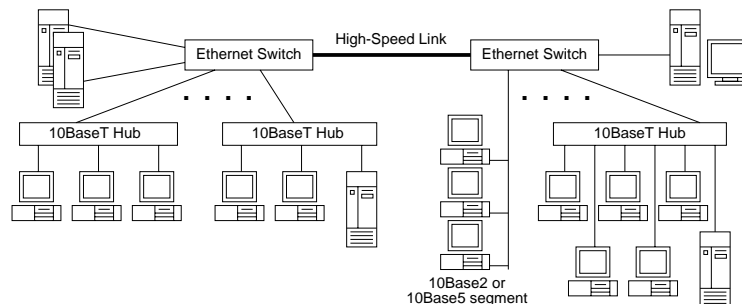 High-Speed Link
Ethernet Switch
Ethernet Switch
10BaseT Hub
10BaseT Hub
10BaseT Hub
10Base2 or
10Base5 segment